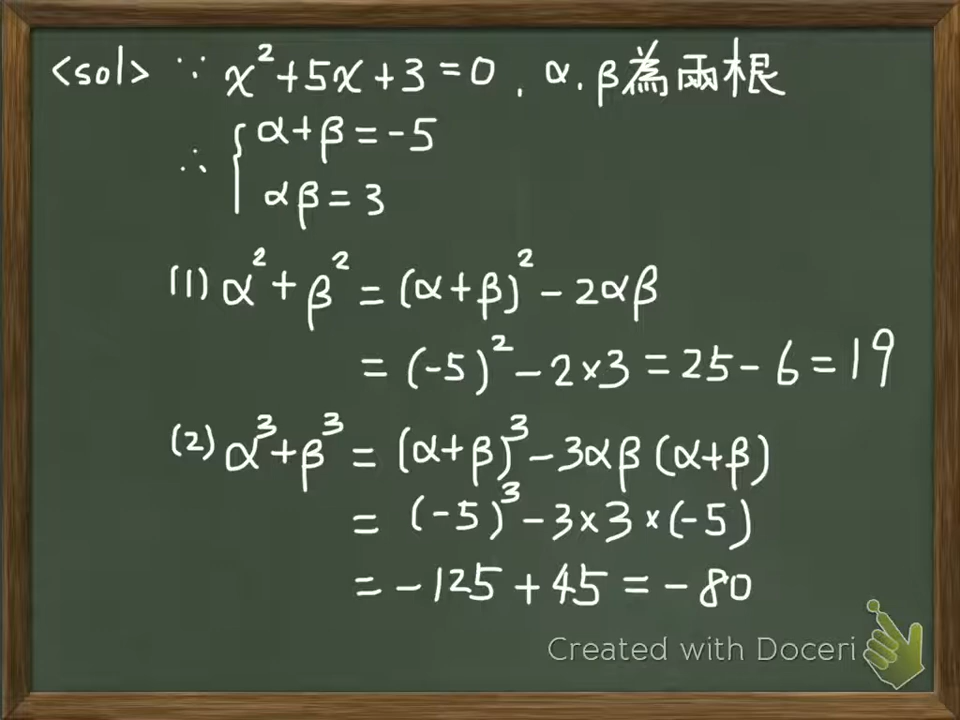 <sol> ∵ x²+5x+3=0 , α.β為兩根
∴ { α+β=-5
αβ=3
(1) α²+β² = (α+β)² - 2αβ
= (-5)² - 2×3 = 25 - 6 = 19
(2) α³+β³ = (α+β)³ - 3αβ(α+β)
= (-5)³ - 3×3×(-5)
= -125 + 45 = -80
Created with Doceri